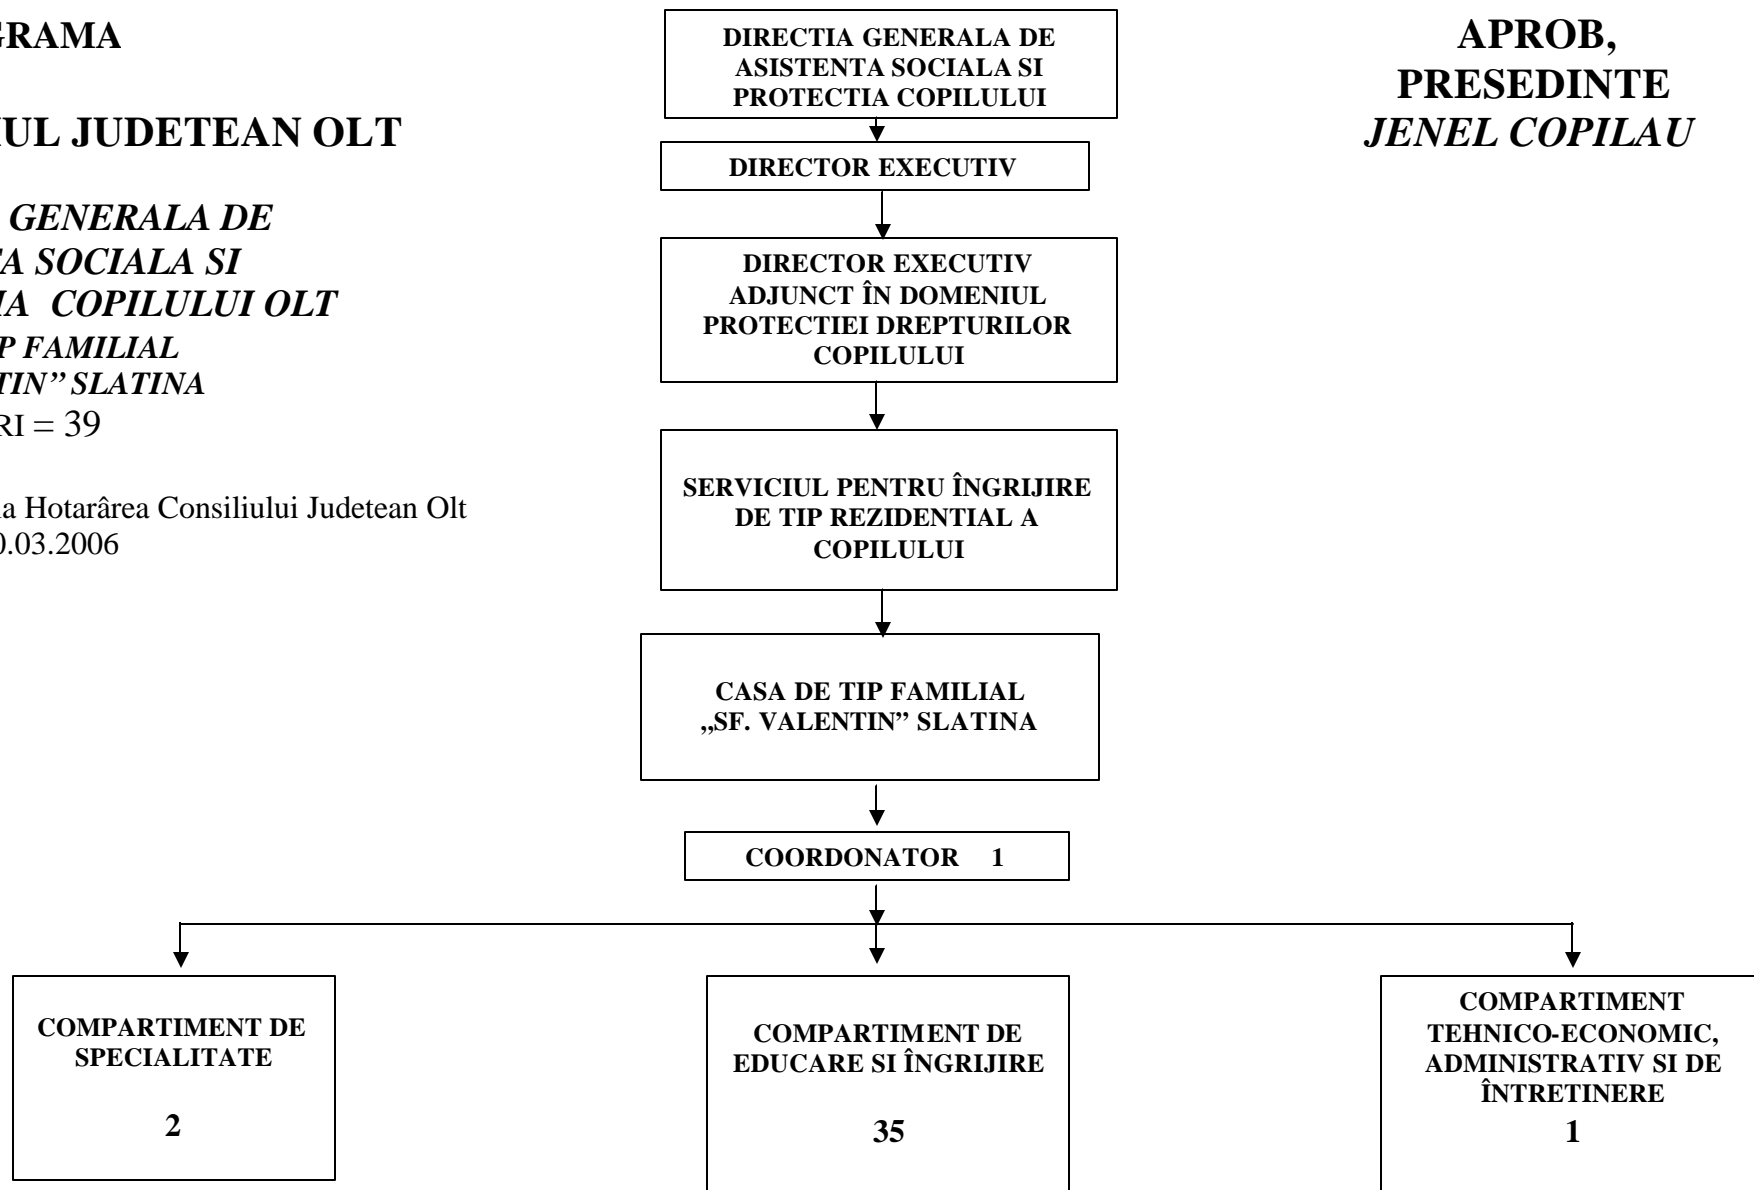 GRAMA
IUL JUDETEAN OLT
GENERALA DE
TA SOCIALA SI
IA COPILULUI OLT
P FAMILIAL
TIN” SLATINA
RI = 39
la Hotarârea Consiliului Judetean Olt
0.03.2006
DIRECTIA GENERALA DE
ASISTENTA SOCIALA SI
PROTECTIA COPILULUI
APROB,
PRESEDINTE
JENEL COPILAU
DIRECTOR EXECUTIV
DIRECTOR EXECUTIV
ADJUNCT ÎN DOMENIUL
PROTECTIEI DREPTURILOR
COPILULUI
SERVICIUL PENTRU ÎNGRIJIRE
DE TIP REZIDENTIAL A
COPILULUI
CASA DE TIP FAMILIAL
„SF. VALENTIN” SLATINA
COORDONATOR 1
COMPARTIMENT DE
SPECIALITATE
2
COMPARTIMENT DE
EDUCARE SI ÎNGRIJIRE
35
COMPARTIMENT
TEHNICO-ECONOMIC,
ADMINISTRATIV SI DE
ÎNTRETINERE
1